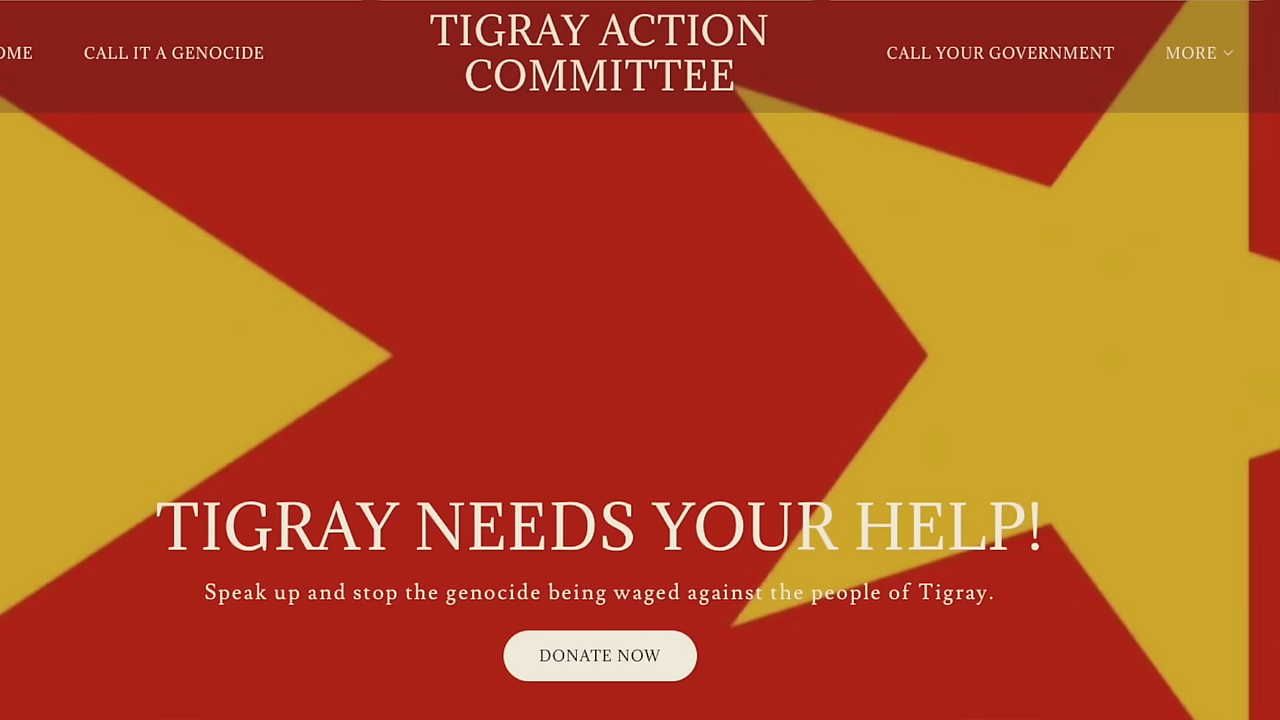 OME
CALL IT A GENOCIDE
TIGRAY ACTION
COMMITTEE
CALL YOUR GOVERNMENT
MORE
TIGRAY NEEDS YOUR HELP!
Speak up and stop the genocide being waged against the people of Tigray.
DONATE NOW